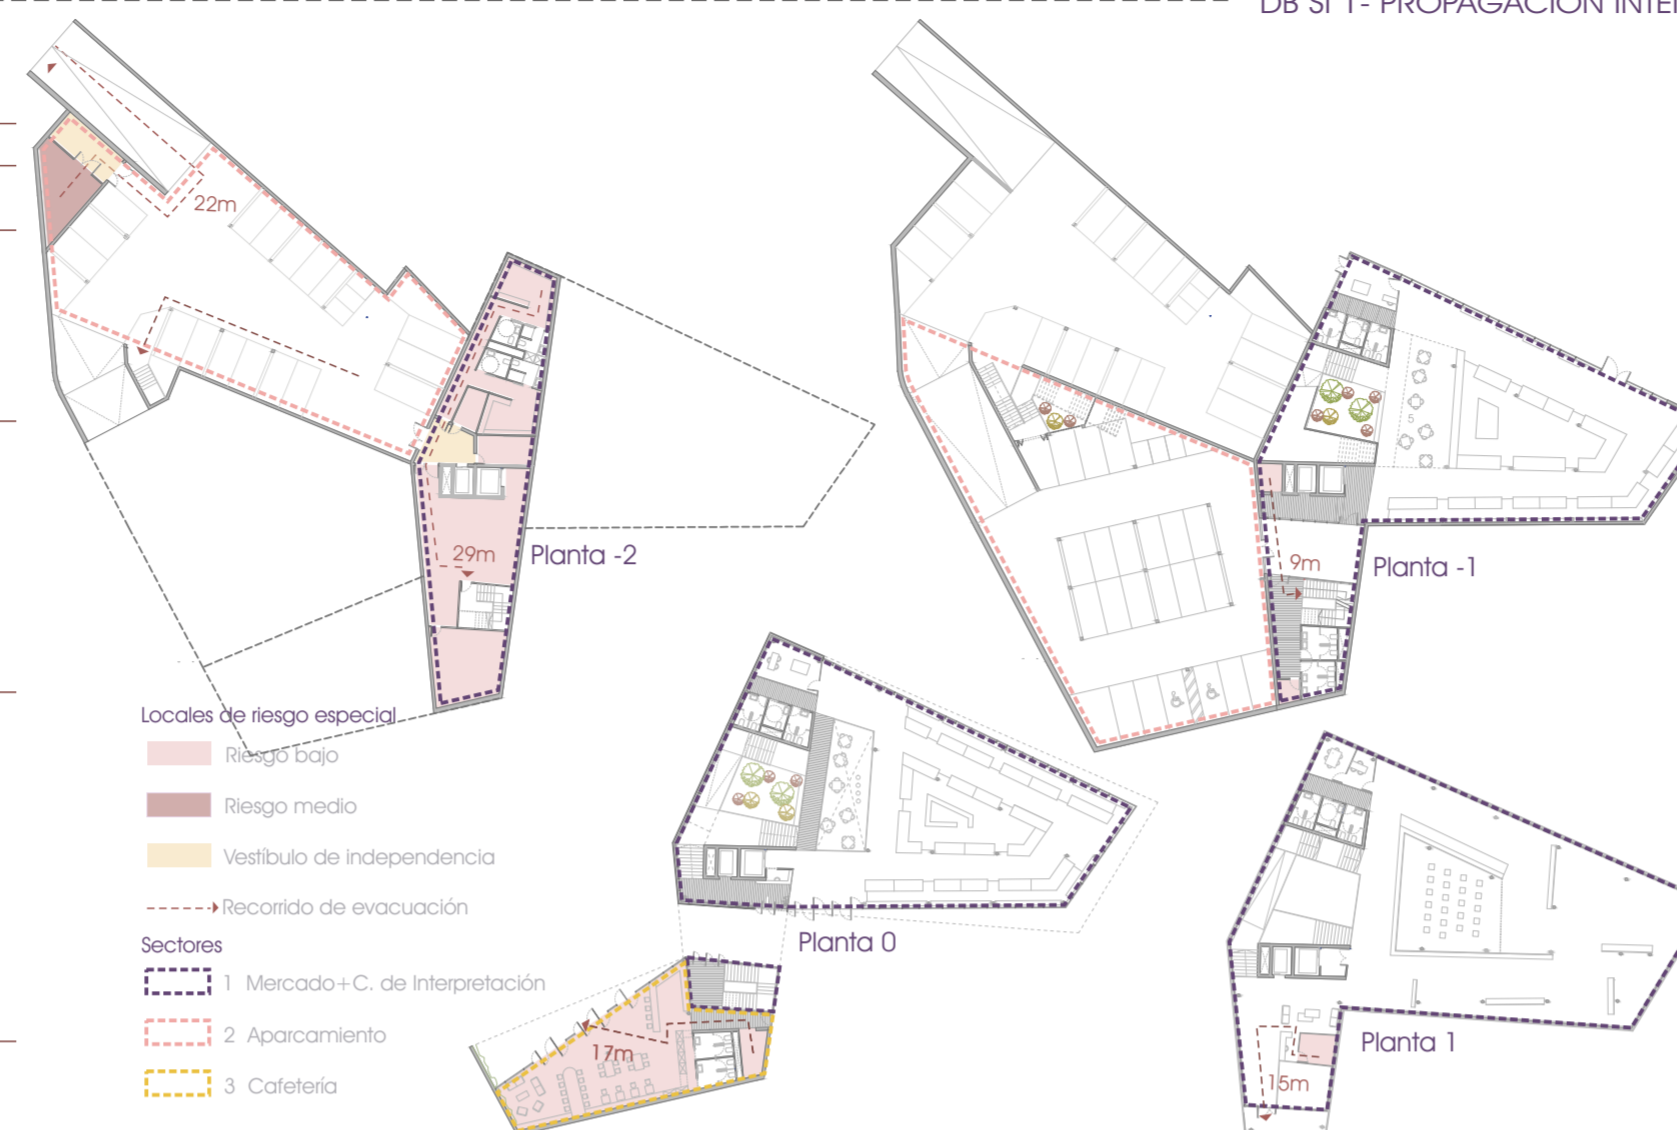 DB SI 1- PROPAGACIÓN INTE
22m
29m
Planta -2
9m
Planta -1
Locales de riesgo especial
Riesgo bajo
Riesgo medio
Vestíbulo de independencia
Recorrido de evacuación
Sectores
1 Mercado+C. de Interpretación
2 Aparcamiento
3 Cafetería
Planta 0
17m
Planta 1
15m